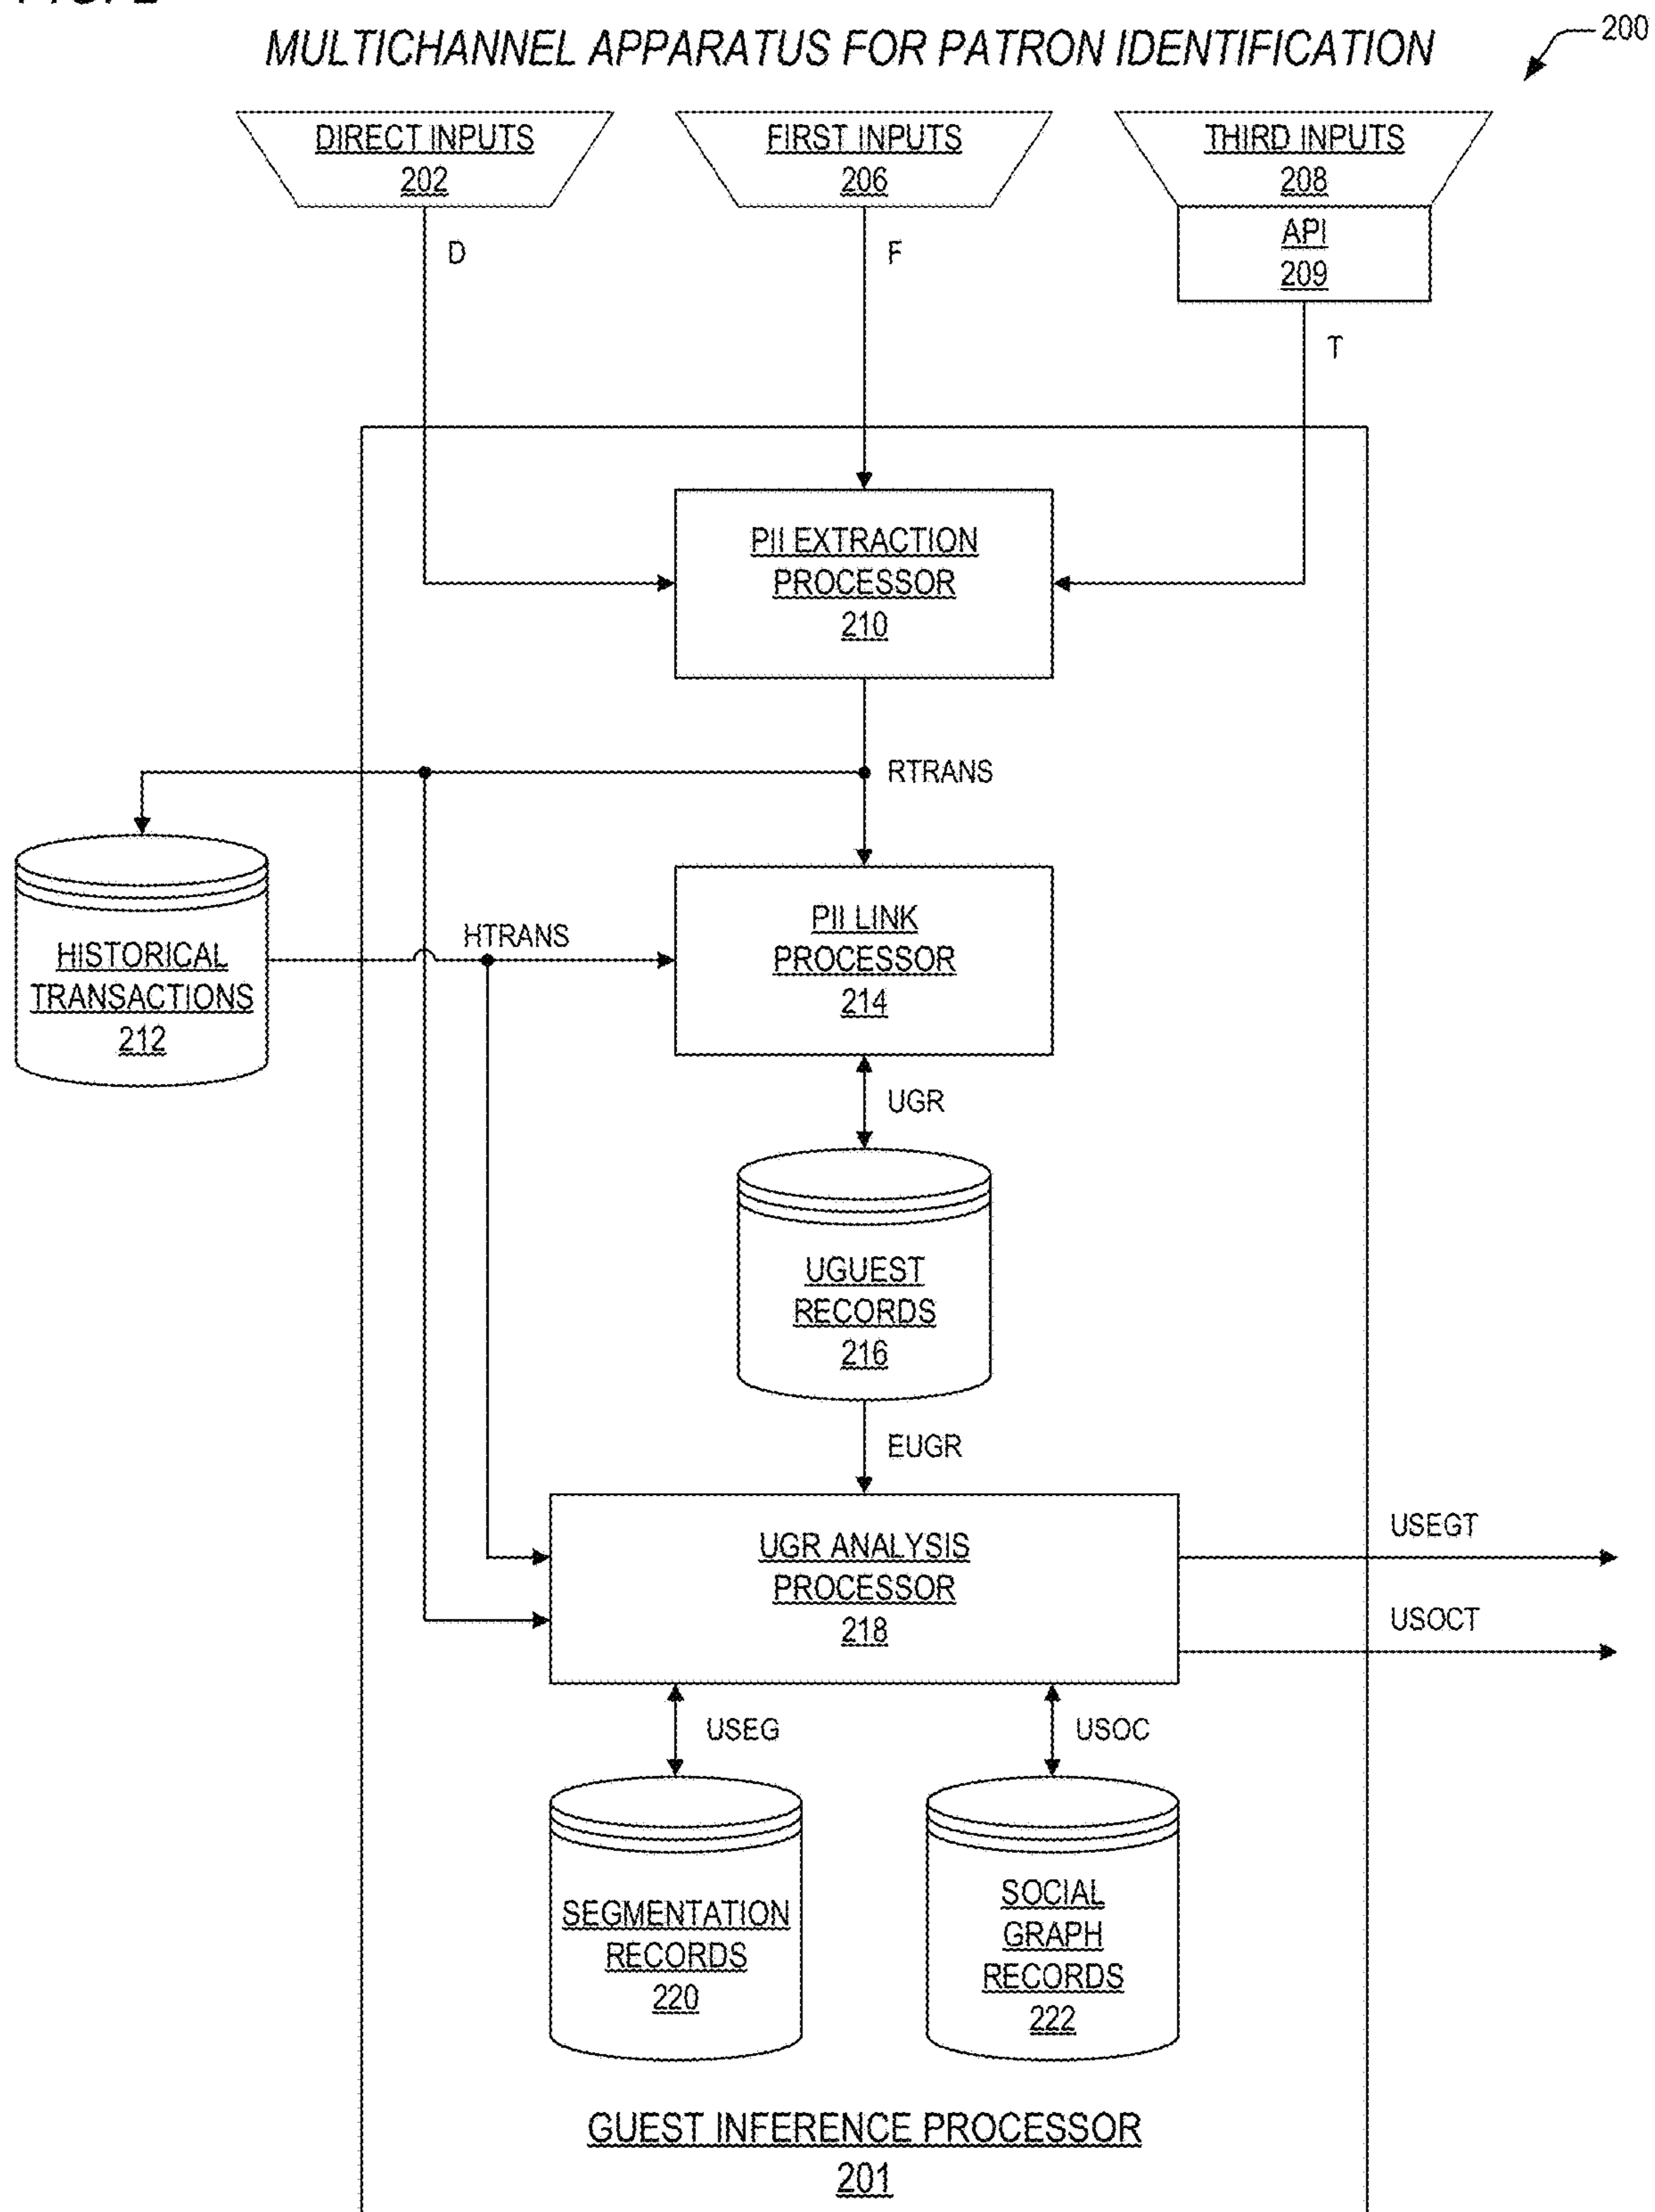 MULTICHANNEL APPARATUS FOR PATRON IDENTIFICATION
200
DIRECT INPUTS
202
FIRST INPUTS
206
THIRD INPUTS
208
API
209
D
F
T
PII EXTRACTION
PROCESSOR
210
RTRANS
HISTORICAL
TRANSACTIONS
212
HTRANS
PII LINK
PROCESSOR
214
UGR
UGUEST
RECORDS
216
EUGR
UGR ANALYSIS
PROCESSOR
218
USEGT
USOCT
USEG
USOC
SEGMENTATION
RECORDS
220
SOCIAL
GRAPH
RECORDS
222
GUEST INFERENCE PROCESSOR
201